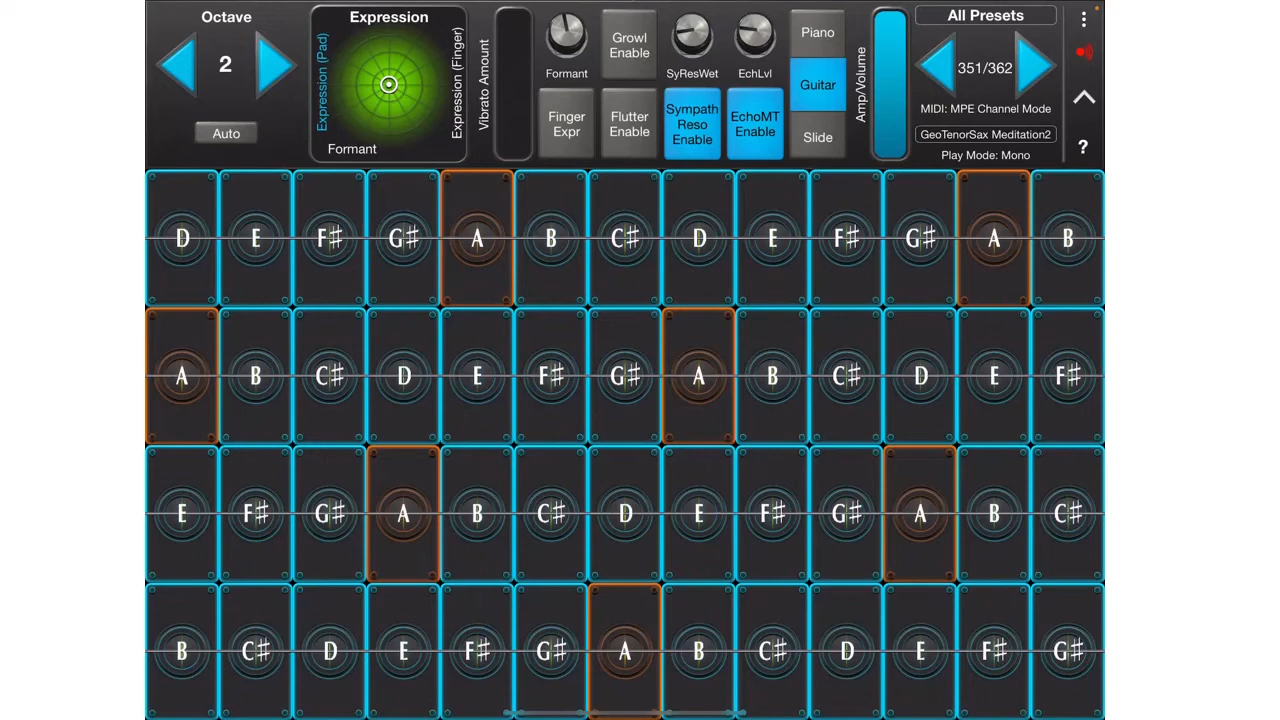 Octave
2
Auto
Expression
Expression (Pad)
Expression (Finger)
Formant
Vibrato Amount
Formant
Growl
Enable
SyResWet
EchLvl
Finger
Expr
Flutter
Enable
Sympath
Reso
Enable
EchoMT
Enable
Piano
Guitar
Slide
Amp/Volume
All Presets
351/362
MIDI: MPE Channel Mode
GeoTenorSax Meditation2
Play Mode: Mono
?
D E F♯ G♯ A B C♯ D E F♯ G♯ A B
A B C♯ D E F♯ G♯ A B C♯ D E F♯
E F♯ G♯ A B C♯ D E F♯ G♯ A B C♯
B C♯ D E F♯ G♯ A B C♯ D E F♯ G♯